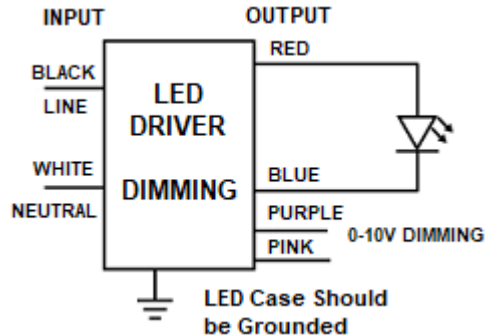 INPUT
OUTPUT
RED
BLACK
LINE
LED
DRIVER
DIMMING
WHITE
NEUTRAL
BLUE
PURPLE
0-10V DIMMING
PINK
LED Case Should
be Grounded